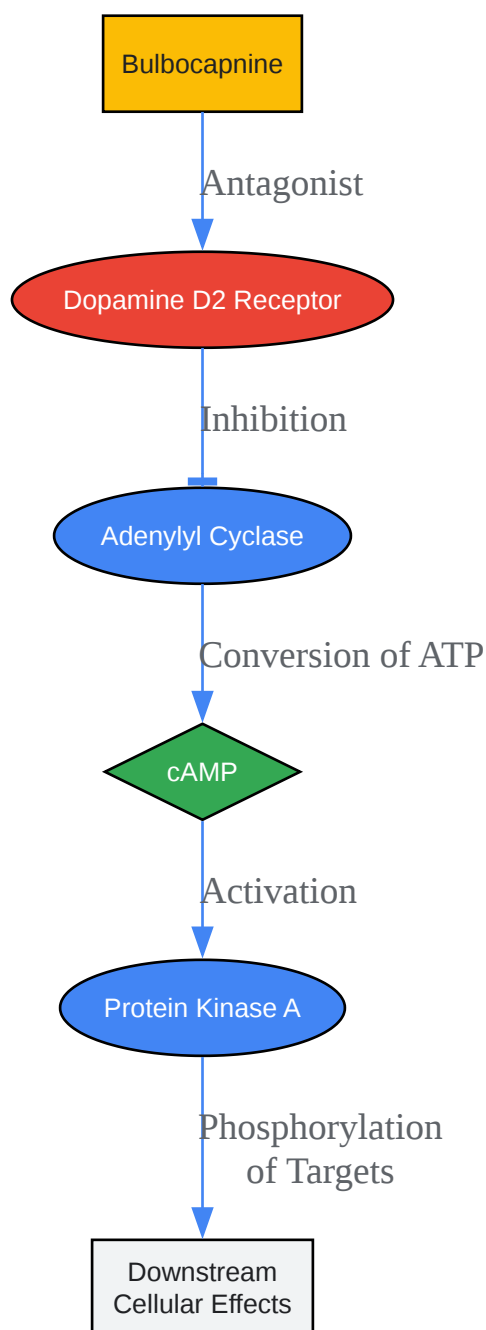 Bulbocapnine
Antagonist
Dopamine D2 Receptor
Inhibition
Adenylyl Cyclase
Conversion of ATP
cAMP
Activation
Protein Kinase A
Phosphorylation
of Targets
Downstream
Cellular Effects